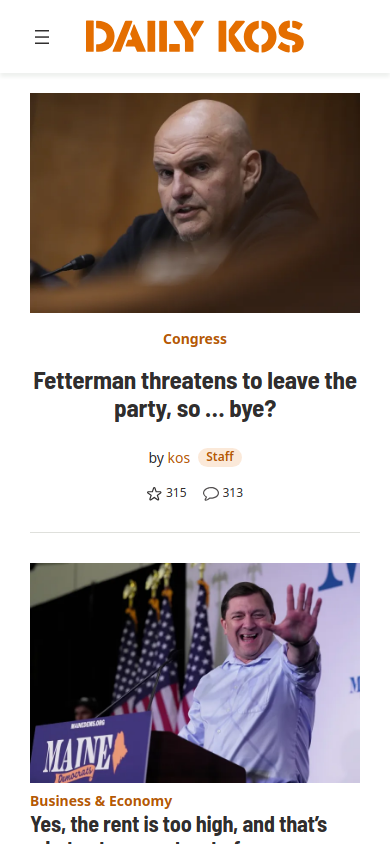 DAILY KOS
Congress
Fetterman threatens to leave the
party, so … bye?
by kos Staff
315 313
MAINEDEMS.ORG
MAINE
Democrats
Business & Economy
Yes, the rent is too high, and that’s